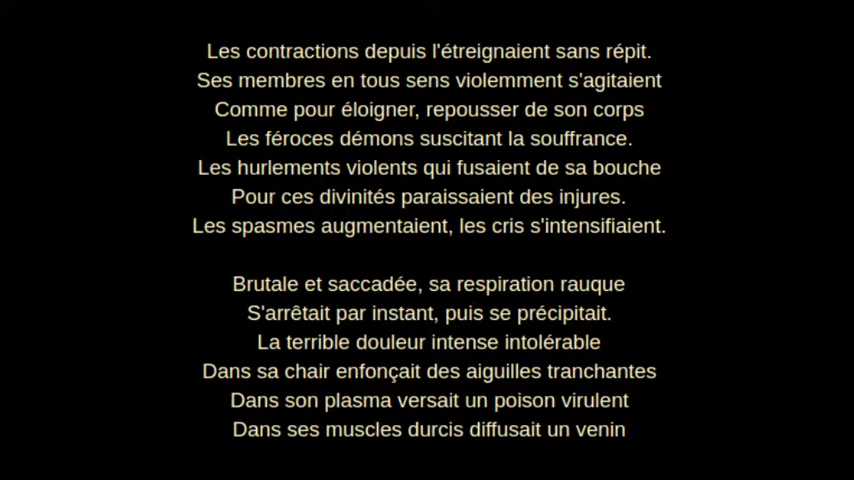 Les contractions depuis l'étreignaient sans répit.
Ses membres en tous sens violemment s'agitaient
Comme pour éloigner, repousser de son corps
Les féroces démons suscitant la souffrance.
Les hurlements violents qui fusaient de sa bouche
Pour ces divinités paraissaient des injures.
Les spasmes augmentaient, les cris s'intensifiaient.
Brutale et saccadée, sa respiration rauque
S'arrêtait par instant, puis se précipitait.
La terrible douleur intense intolérable
Dans sa chair enfonçait des aiguilles tranchantes
Dans son plasma versait un poison virulent
Dans ses muscles durcis diffusait un venin